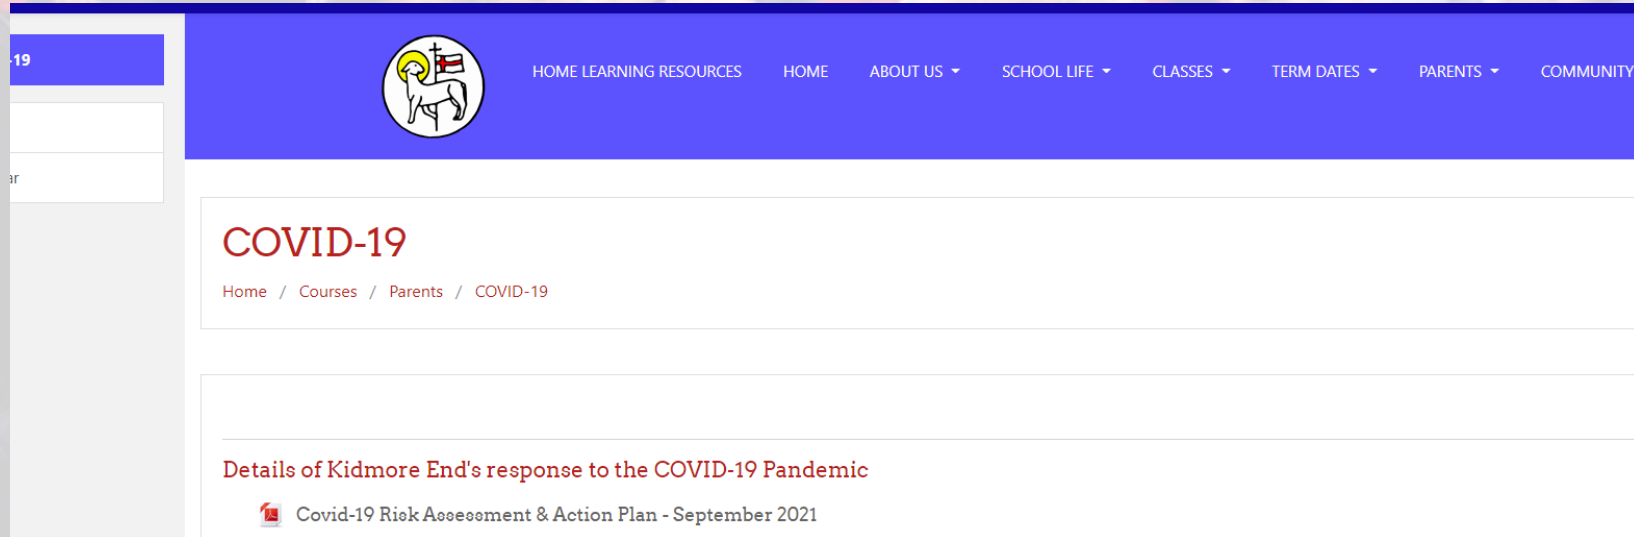 -19
ar
HOME LEARNING RESOURCES HOME ABOUT US SCHOOL LIFE CLASSES TERM DATES PARENTS COMMUNITY
COVID-19
Home / Courses / Parents / COVID-19
Details of Kidmore End's response to the COVID-19 Pandemic
Covid-19 Risk Assessment & Action Plan - September 2021